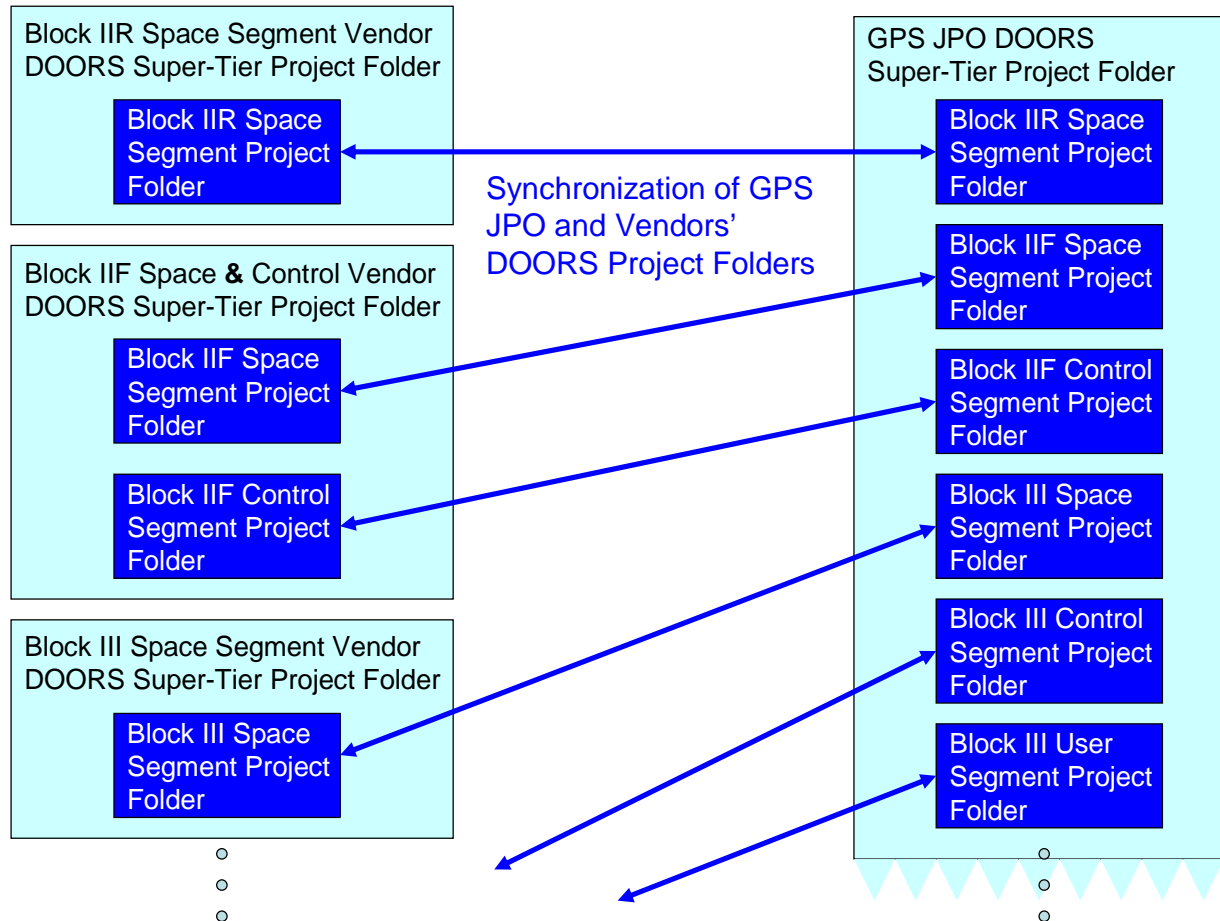 Block IIR Space Segment Vendor
DOORS Super-Tier Project Folder
Block IIR Space
Segment Project
Folder
Block IIF Space & Control Vendor
DOORS Super-Tier Project Folder
Block IIF Space
Segment Project
Folder
Block IIF Control
Segment Project
Folder
Block III Space Segment Vendor
DOORS Super-Tier Project Folder
Block III Space
Segment Project
Folder
Synchronization of GPS
JPO and Vendors’
DOORS Project Folders
GPS JPO DOORS
Super-Tier Project Folder
Block IIR Space
Segment Project
Folder
Block IIF Space
Segment Project
Folder
Block IIF Control
Segment Project
Folder
Block III Space
Segment Project
Folder
Block III Control
Segment Project
Folder
Block III User
Segment Project
Folder